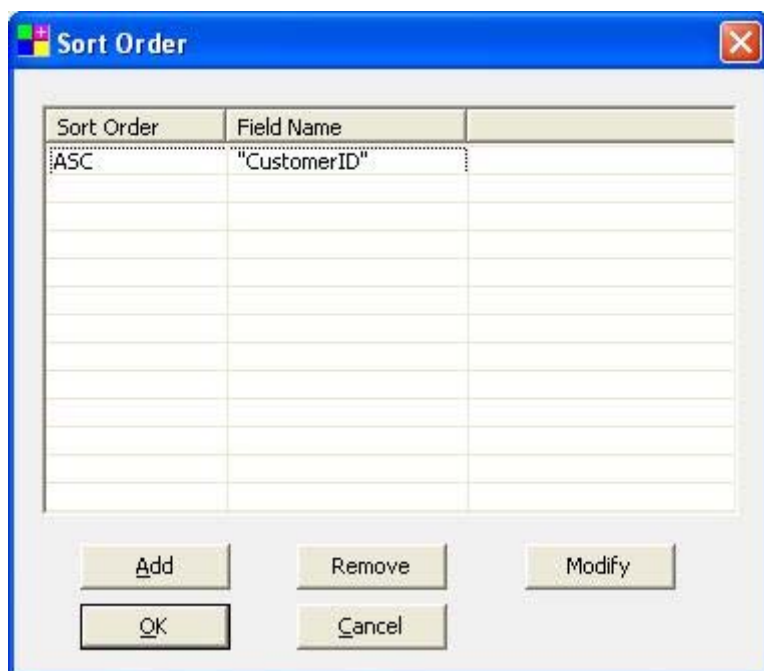 Sort Order
Sort Order Field Name
ASC "CustomerID"
Add Remove Modify
OK Cancel